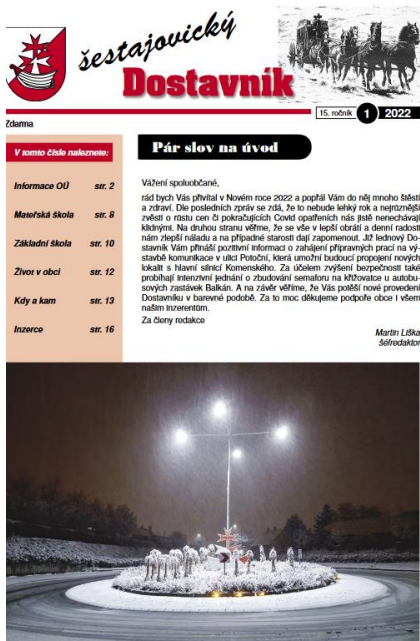 šestajovický
Dostavník
15. ročník 1 2022
Zdarma
V tomto čísle naleznete:
Informace OÚ str. 2
Mateřská škola str. 8
Základní škola str. 10
Život v obci str. 12
Kdy a kam str. 13
Inzerce str. 16
Pár slov na úvod
Vážení spoluobčané,
rád bych Vás přivítal v Novém roce 2022 a popřál Vám do něj mnoho štěstí
a zdraví. Dle posledních zpráv se zdá, že to nebude lehký rok a nejrůznější
zvěsti o růstu cen či pokračujících Covid opatřeních nás jistě nenechávají
klidnými. Na druhou stranu věřme, že se vše v lepší obrátí a denní radosti
nám zlepší náladu a na případné starosti dají zapomenout. Již lednový Do-
stavník Vám přináší pozitivní informaci o zahájení přípravných prací na vý-
stavbě komunikace v ulici Potoční, která umožní budoucí propojení nových
lokalit s hlavní silnicí Komenského. Za účelem zvýšení bezpečnosti také
probíhají intenzivní jednání o zbudování semaforu na křižovatce u autobu-
sových zastávek Balkán. A na závěr věříme, že Vás potěší nové provedení
Dostavníku v barevné podobě. Za to moc děkujeme podpoře obce i všem
našim inzerentům.
Za členy redakce
Martin Liška
šéfredaktor